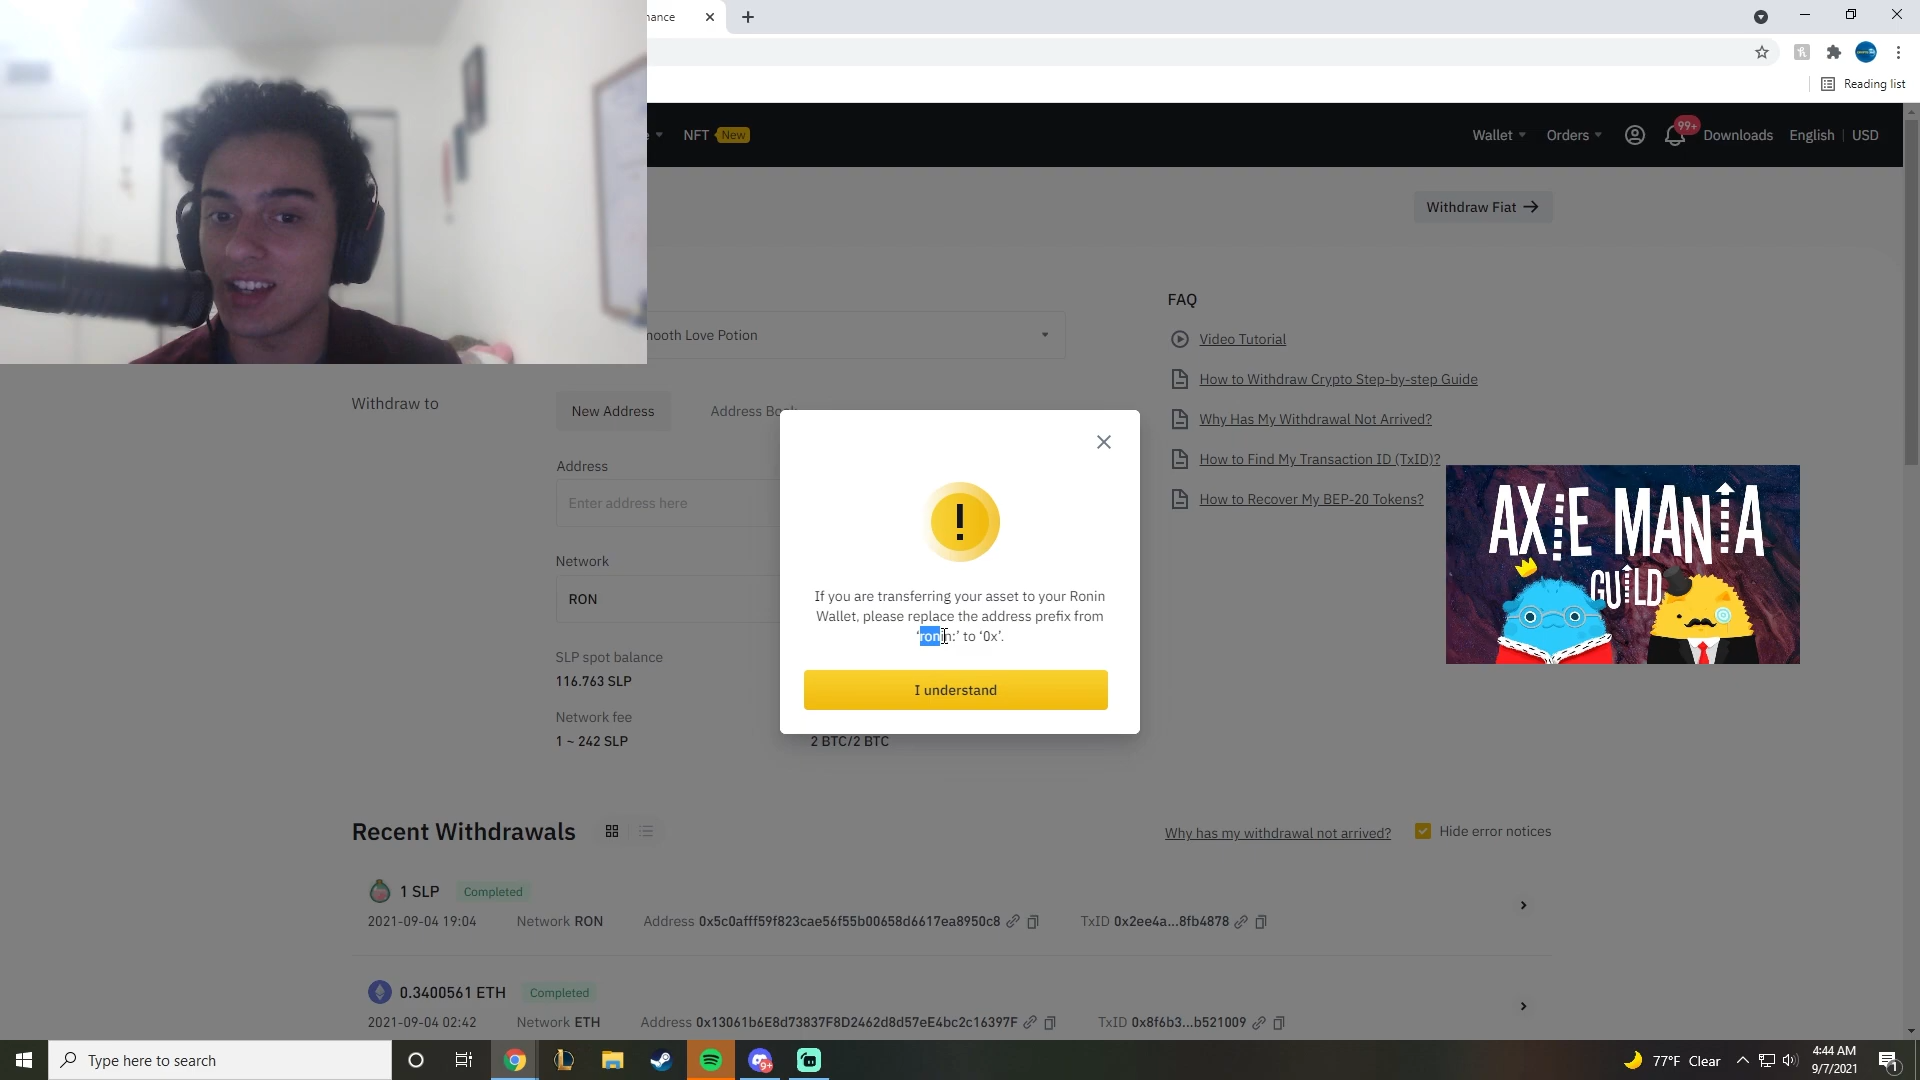 nance
Reading list
e
NFT New
Wallet
Orders
99+
Downloads
English
USD
Withdraw Fiat
mooth Love Potion
FAQ
Video Tutorial
How to Withdraw Crypto Step-by-step Guide
Why Has My Withdrawal Not Arrived?
How to Find My Transaction ID (TxID)?
How to Recover My BEP-20 Tokens?
Withdraw to
New Address
Address Book
Address
Enter address here
Network
RON
SLP spot balance
116.763 SLP
Network fee
1 ~ 242 SLP
2 BTC/2 BTC
!
If you are transferring your asset to your Ronin
Wallet, please replace the address prefix from
‘ronin:’ to ‘0x’.
I understand
AXIE MANIA
GUILD
Recent Withdrawals
Why has my withdrawal not arrived?
Hide error notices
1 SLP Completed
2021-09-04 19:04 Network RON Address 0x5c0afff59f823cae56f55b00658d6617ea8950c8 TxID 0x2ee4a...8fb4878
0.3400561 ETH Completed
2021-09-04 02:42 Network ETH Address 0x13061b6E8d73837F8D2462d8d57eE4bc2c16397F TxID 0x8f6b3...b521009
Type here to search
9+
77°F Clear
4:44 AM
9/7/2021
1